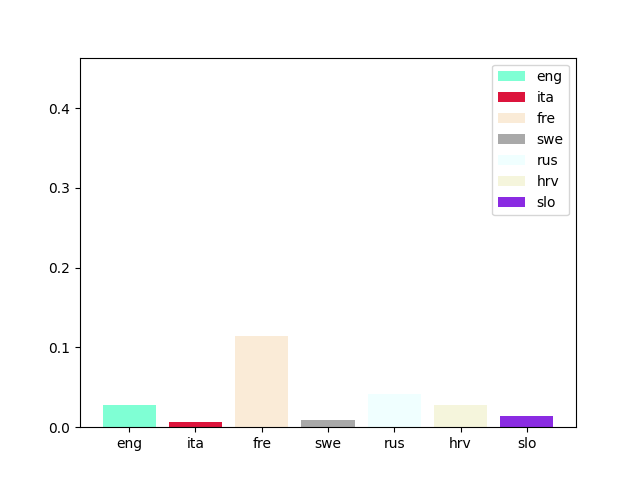 0.4
0.3
0.2
0.1
0.0
eng
ita
fre
swe
rus
hrv
slo
eng ita fre swe rus hrv slo